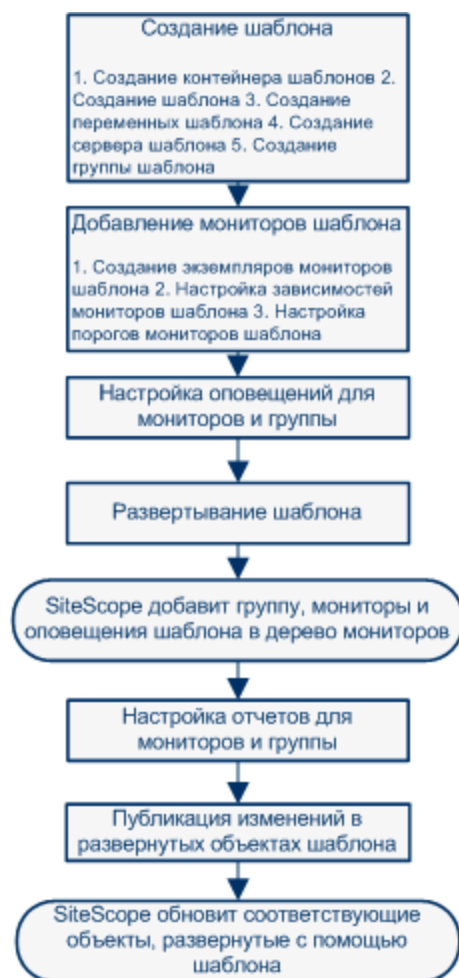 Создание шаблона
1. Создание контейнера шаблонов 2.
Создание шаблона 3. Создание
переменных шаблона 4. Создание
сервера шаблона 5. Создание
группы шаблона
Добавление мониторов шаблона
1. Создание экземпляров мониторов
шаблона 2. Настройка зависимостей
мониторов шаблона 3. Настройка
порогов мониторов шаблона
Настройка оповещений для
мониторов и группы
Развертывание шаблона
SiteScope добавит группу, мониторы и
оповещения шаблона в дерево мониторов
Настройка отчетов для
мониторов и группы
Публикация изменений в
развернутых объектах шаблона
SiteScope обновит соответствующие
объекты, развернутые с помощью
шаблона